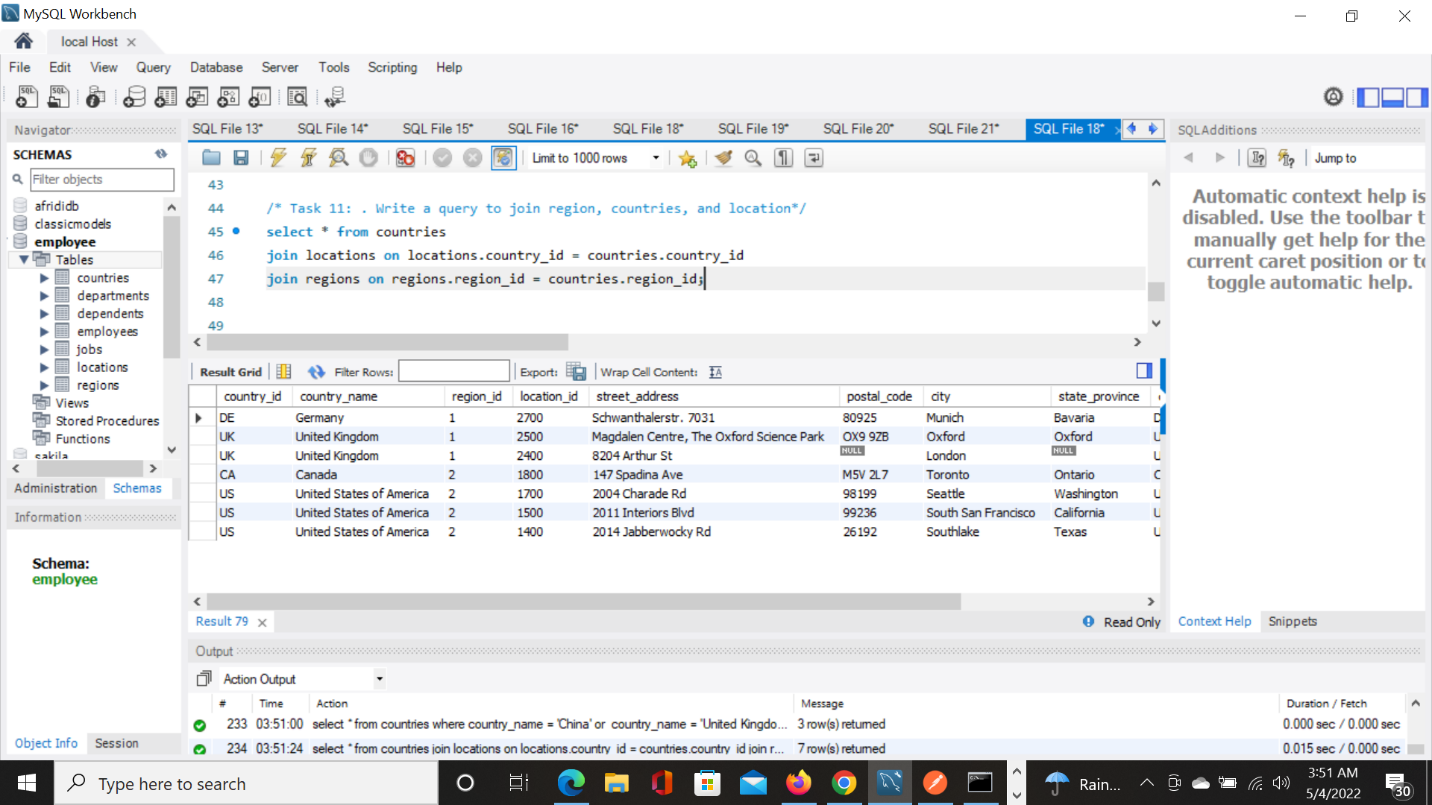 MySQL Workbench
local Host
File Edit View Query Database Server Tools Scripting Help
Navigator
SCHEMAS
Filter objects
afrididb
classicmodels
employee
Tables
countries
departments
dependents
employees
jobs
locations
regions
Views
Stored Procedures
Functions
sakila
Administration Schemas
Information
Schema:
employee
Object Info Session
SQL File 13* SQL File 14* SQL File 15* SQL File 16* SQL File 18* SQL File 19* SQL File 20* SQL File 21* SQL File 18*
Limit to 1000 rows
43
44 /* Task 11: . Write a query to join region, countries, and location*/
45 select * from countries
46 join locations on locations.country_id = countries.country_id
47 join regions on regions.region_id = countries.region_id;
48
49
Result Grid Filter Rows: Export: Wrap Cell Content:
country_id country_name region_id location_id street_address postal_code city state_province
DE Germany 1 2700 Schwanthalerstr. 7031 80925 Munich Bavaria D
UK United Kingdom 1 2500 Magdalen Centre, The Oxford Science Park OX9 9ZB Oxford Oxford U
UK United Kingdom 1 2400 8204 Arthur St NULL London NULL U
CA Canada 2 1800 147 Spadina Ave M5V 2L7 Toronto Ontario C
US United States of America 2 1700 2004 Charade Rd 98199 Seattle Washington U
US United States of America 2 1500 2011 Interiors Blvd 99236 South San Francisco California U
US United States of America 2 1400 2014 Jabberwocky Rd 26192 Southlake Texas U
Result 79
Read Only
Output
Action Output
# Time Action Message Duration / Fetch
233 03:51:00 select * from countries where country_name = 'China' or country_name = 'United Kingdo... 3 row(s) returned 0.000 sec / 0.000 sec
234 03:51:24 select * from countries join locations on locations.country_id = countries.country_id join r... 7 row(s) returned 0.015 sec / 0.000 sec
SQLAdditions
Jump to
Automatic context help is
disabled. Use the toolbar t
manually get help for the
current caret position or to
toggle automatic help.
Context Help Snippets
Type here to search
Rain...
3:51 AM
5/4/2022
30